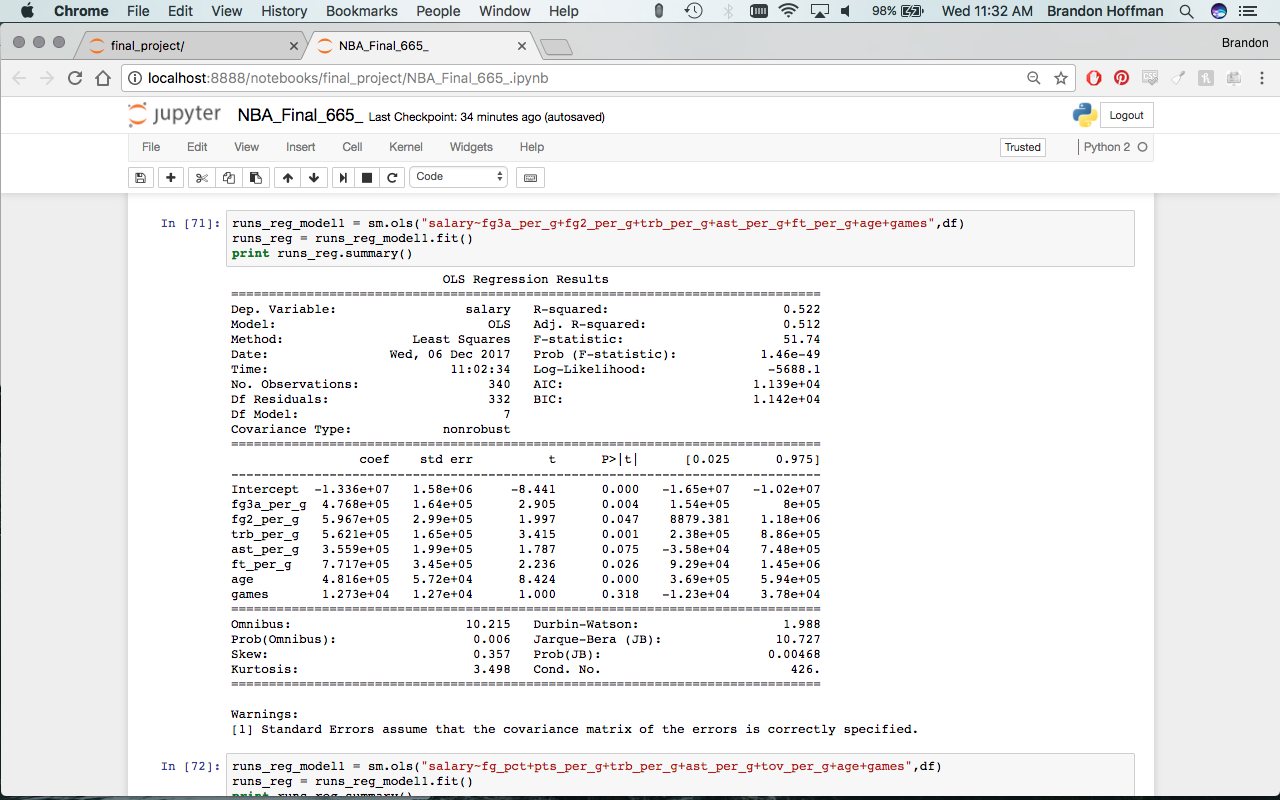 Chrome File Edit View History Bookmarks People Window Help 98% Wed 11:32 AM Brandon Hoffman
final_project/ × NBA_Final_665_ × Brandon
localhost:8888/notebooks/final_project/NBA_Final_665_.ipynb
jupyter NBA_Final_665_ Last Checkpoint: 34 minutes ago (autosaved) Logout
File Edit View Insert Cell Kernel Widgets Help Trusted Python 2
Code
In [71]: runs_reg_model1 = sm.ols("salary~fg3a_per_g+fg2_per_g+trb_per_g+ast_per_g+ft_per_g+age+games",df)
runs_reg = runs_reg_model1.fit()
print runs_reg.summary()
OLS Regression Results
==============================================================================
Dep. Variable: salary R-squared: 0.522
Model: OLS Adj. R-squared: 0.512
Method: Least Squares F-statistic: 51.74
Date: Wed, 06 Dec 2017 Prob (F-statistic): 1.46e-49
Time: 11:02:34 Log-Likelihood: -5688.1
No. Observations: 340 AIC: 1.139e+04
Df Residuals: 332 BIC: 1.142e+04
Df Model: 7
Covariance Type: nonrobust
==============================================================================
coef std err t P>|t| [0.025 0.975]
------------------------------------------------------------------------------
Intercept -1.336e+07 1.58e+06 -8.441 0.000 -1.65e+07 -1.02e+07
fg3a_per_g 4.768e+05 1.64e+05 2.905 0.004 1.54e+05 8e+05
fg2_per_g 5.967e+05 2.99e+05 1.997 0.047 8879.381 1.18e+06
trb_per_g 5.621e+05 1.65e+05 3.415 0.001 2.38e+05 8.86e+05
ast_per_g 3.559e+05 1.99e+05 1.787 0.075 -3.58e+04 7.48e+05
ft_per_g 7.717e+05 3.45e+05 2.236 0.026 9.29e+04 1.45e+06
age 4.816e+05 5.72e+04 8.424 0.000 3.69e+05 5.94e+05
games 1.273e+04 1.27e+04 1.000 0.318 -1.23e+04 3.78e+04
==============================================================================
Omnibus: 10.215 Durbin-Watson: 1.988
Prob(Omnibus): 0.006 Jarque-Bera (JB): 10.727
Skew: 0.357 Prob(JB): 0.00468
Kurtosis: 3.498 Cond. No. 426.
==============================================================================
Warnings:
[1] Standard Errors assume that the covariance matrix of the errors is correctly specified.
In [72]: runs_reg_model1 = sm.ols("salary~fg_pct+pts_per_g+trb_per_g+ast_per_g+tov_per_g+age+games",df)
runs_reg = runs_reg_model1.fit()
print runs_reg.summary()